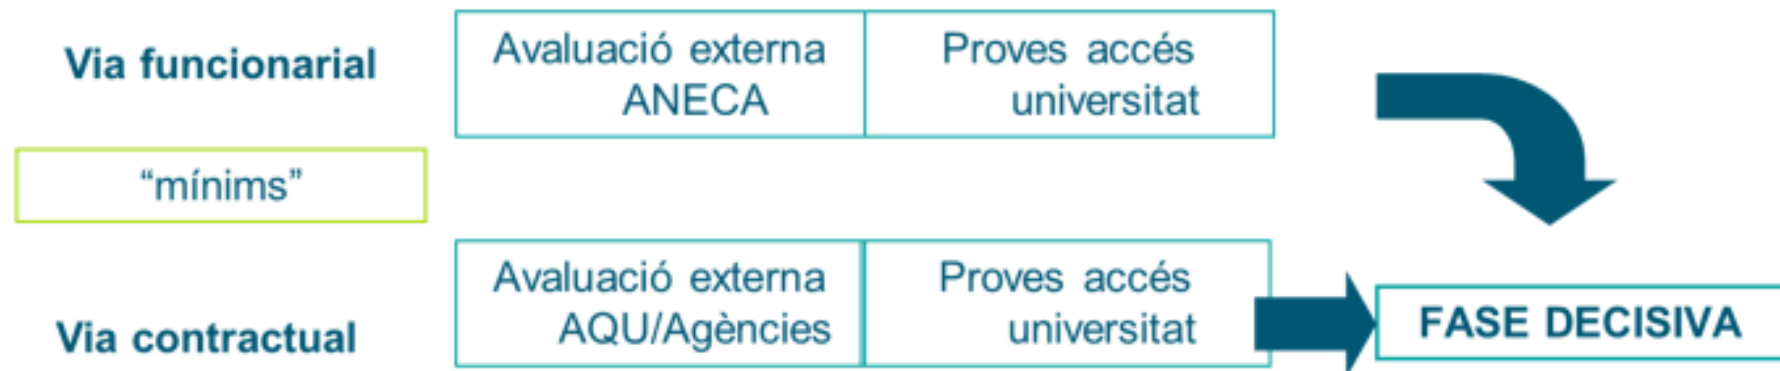 Via funcionarial
Avaluació externa
ANECA
Proves accés
universitat
“mínims”
Via contractual
Avaluació externa
AQU/Agències
Proves accés
universitat
FASE DECISIVA